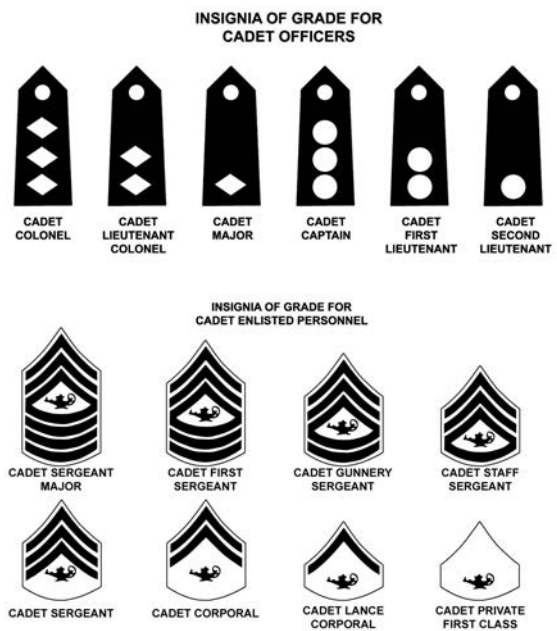 INSIGNIA OF GRADE FOR
CADET OFFICERS
CADET
COLONEL
CADET
LIEUTENANT
COLONEL
CADET
MAJOR
CADET
CAPTAIN
CADET
FIRST
LIEUTENANT
CADET
SECOND
LIEUTENANT
INSIGNIA OF GRADE FOR
CADET ENLISTED PERSONNEL
CADET SERGEANT
MAJOR
CADET FIRST
SERGEANT
CADET GUNNERY
SERGEANT
CADET STAFF
SERGEANT
CADET SERGEANT
CADET CORPORAL
CADET LANCE
CORPORAL
CADET PRIVATE
FIRST CLASS